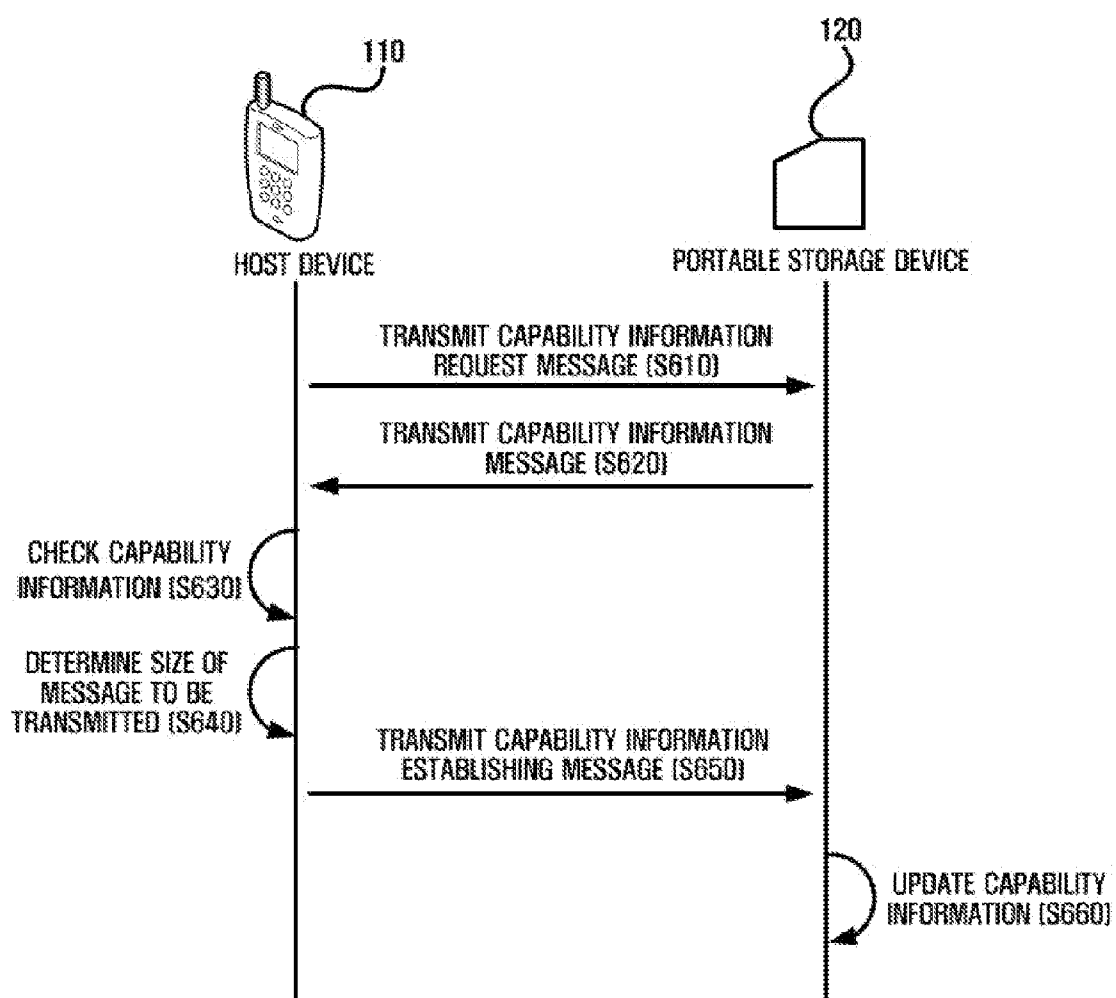 110
120
HOST DEVICE
PORTABLE STORAGE DEVICE
TRANSMIT CAPABILITY INFORMATION
REQUEST MESSAGE (S610)
TRANSMIT CAPABILITY INFORMATION
MESSAGE (S620)
CHECK CAPABILITY
INFORMATION (S630)
DETERMINE SIZE OF
MESSAGE TO BE
TRANSMITTED (S640)
TRANSMIT CAPABILITY INFORMATION
ESTABLISHING MESSAGE (S650)
UPDATE CAPABILITY
INFORMATION (S660)